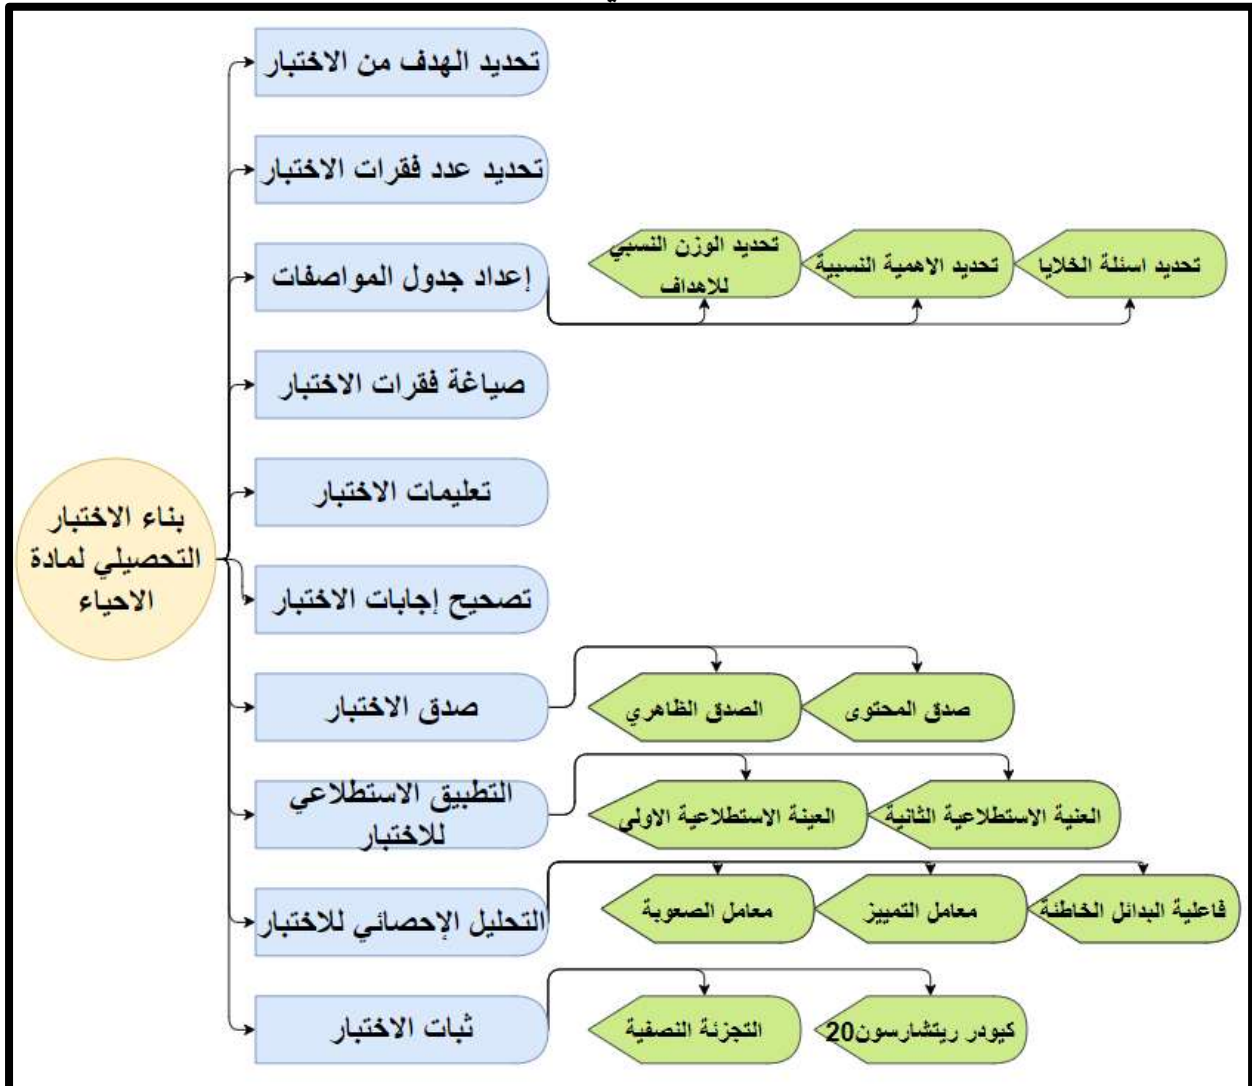 تحديد الهدف من الاختبار
تحديد عدد فقرات الاختبار
إعداد جدول المواصفات
تحديد الوزن النسبي
للاهداف
تحديد الاهمية النسبية
تحديد اسئلة الخلايا
صياغة فقرات الاختبار
تعليمات الاختبار
بناء الاختبار
التحصيلي لمادة
الاحياء
تصحيح إجابات الاختبار
صدق الاختبار
الصدق الظاهري
صدق المحتوى
التطبيق الاستطلاعي
للاختبار
العينة الاستطلاعية الاولى
العنية الاستطلاعية الثانية
التحليل الإحصائي للاختبار
معامل الصعوبة
معامل التمييز
فاعلية البدائل الخاطئة
ثبات الاختبار
التجزئة النصفية
كيودر ريتشارسون20